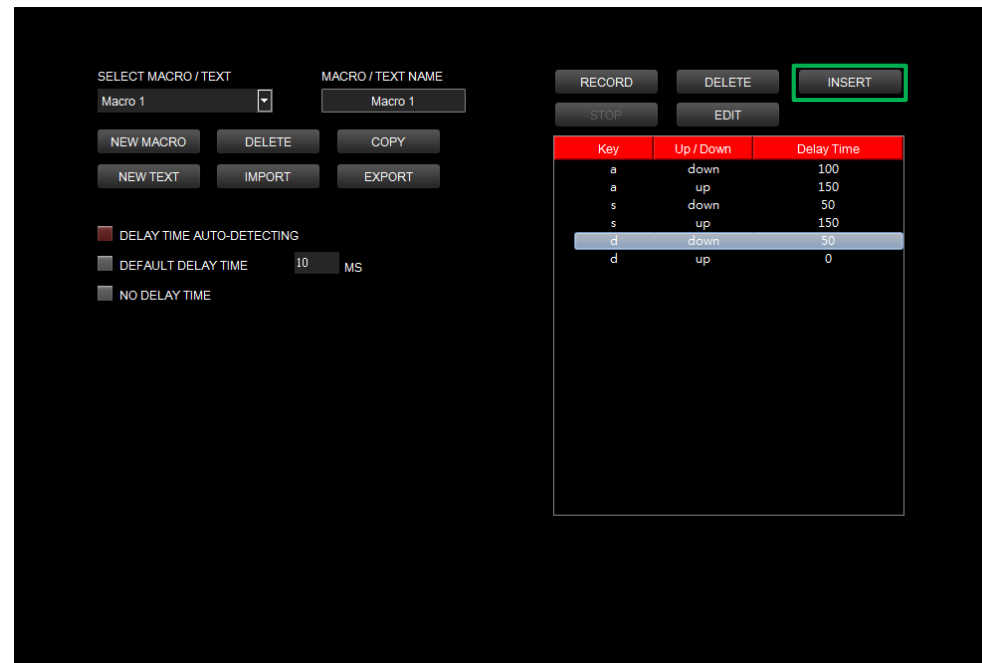 SELECT MACRO / TEXT
MACRO / TEXT NAME
Macro 1
Macro 1
NEW MACRO
DELETE
COPY
NEW TEXT
IMPORT
EXPORT
DELAY TIME AUTO-DETECTING
DEFAULT DELAY TIME 10 MS
NO DELAY TIME
RECORD
DELETE
INSERT
STOP
EDIT
Key Up / Down Delay Time
a down 100
a up 150
s down 50
s up 150
d down 50
d up 0